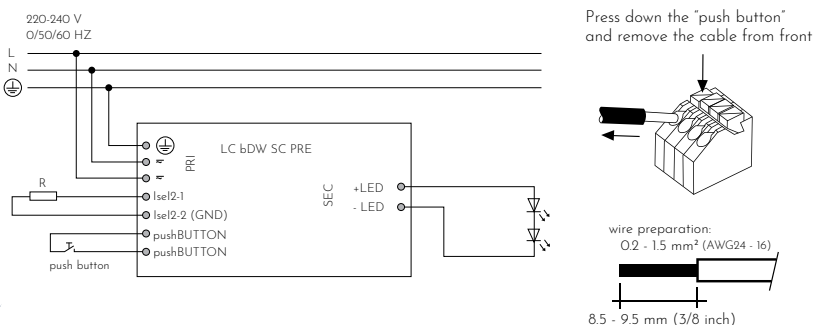 220-240 V
0/50/60 HZ
L
N
LC bDW SC PRE
PRI
SEC
+LED
- LED
R
Isel2-1
Isel2-2 (GND)
pushBUTTON
pushBUTTON
push button
Press down the "push button"
and remove the cable from front
wire preparation:
0.2 - 1.5 mm² (AWG24 - 16)
8.5 - 9.5 mm (3/8 inch)